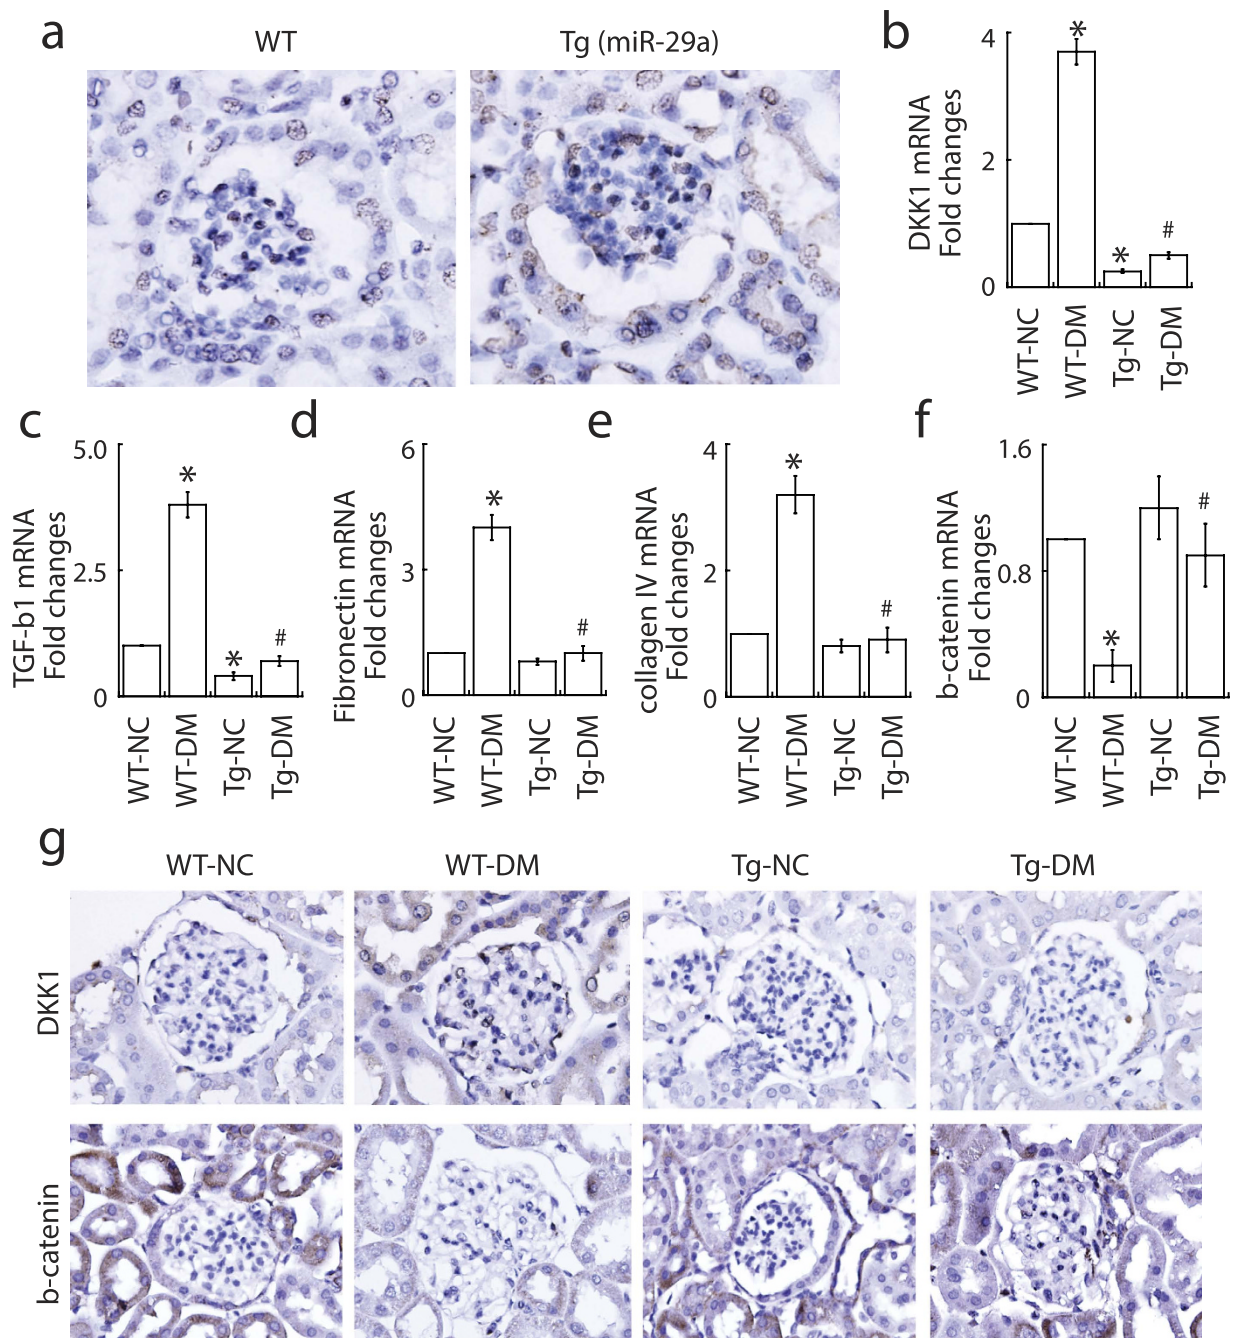 a
WT
Tg (miR-29a)
b
DKK1 mRNA
Fold changes
4
2
0
*
*
#
WT-NC
WT-DM
Tg-NC
Tg-DM
c
TGF-b1 mRNA
Fold changes
5.0
2.5
0
*
*
#
WT-NC
WT-DM
Tg-NC
Tg-DM
d
Fibronectin mRNA
Fold changes
6
3
0
*
#
WT-NC
WT-DM
Tg-NC
Tg-DM
e
collagen IV mRNA
Fold changes
4
2
0
*
#
WT-NC
WT-DM
Tg-NC
Tg-DM
f
b-catenin mRNA
Fold changes
1.6
0.8
0
*
#
WT-NC
WT-DM
Tg-NC
Tg-DM
g
WT-NC
WT-DM
Tg-NC
Tg-DM
DKK1
b-catenin